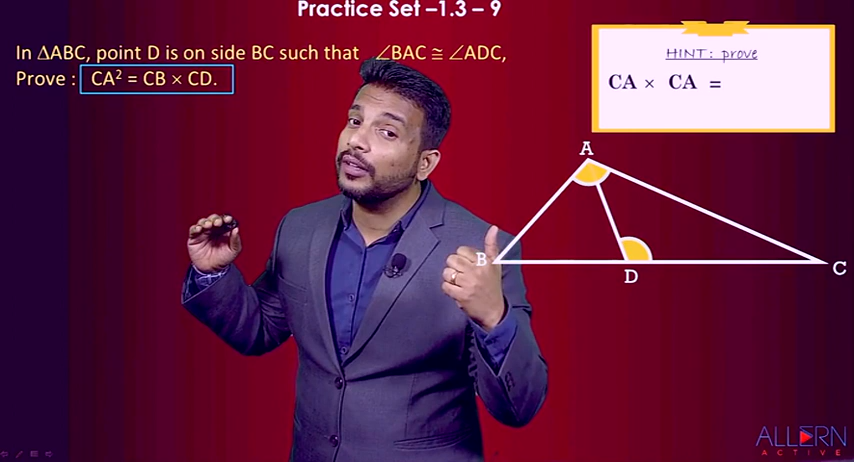 Practice Set –1.3 – 9
In ΔABC, point D is on side BC such that ∠BAC ≅ ∠ADC,
Prove : CA² = CB × CD.
HINT: prove
CA × CA =
A
B
D
C
ALLERN
ACTIVE